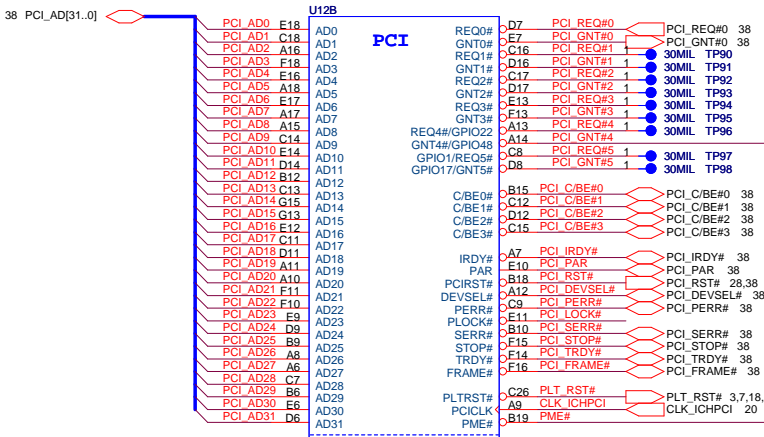 U12B
38 PCI_AD[31..0]
PCI
PCI_AD0 E18 AD0
PCI_AD1 C18 AD1
PCI_AD2 A16 AD2
PCI_AD3 F18 AD3
PCI_AD4 E16 AD4
PCI_AD5 A18 AD5
PCI_AD6 E17 AD6
PCI_AD7 A17 AD7
PCI_AD8 A15 AD8
PCI_AD9 C14 AD9
PCI_AD10 E14 AD10
PCI_AD11 D14 AD11
PCI_AD12 B12 AD12
PCI_AD13 C13 AD13
PCI_AD14 G15 AD14
PCI_AD15 G13 AD15
PCI_AD16 E12 AD16
PCI_AD17 C11 AD17
PCI_AD18 D11 AD18
PCI_AD19 A11 AD19
PCI_AD20 A10 AD20
PCI_AD21 F11 AD21
PCI_AD22 F10 AD22
PCI_AD23 E9 AD23
PCI_AD24 D9 AD24
PCI_AD25 B9 AD25
PCI_AD26 A8 AD26
PCI_AD27 A6 AD27
PCI_AD28 C7 AD28
PCI_AD29 B6 AD29
PCI_AD30 E6 AD30
PCI_AD31 D6 AD31
REQ0# D7 PCI_REQ#0 PCI_REQ#0 38
GNT0# E7 PCI_GNT#0 PCI_GNT#0 38
REQ1# C16 PCI_REQ#1 1 30MIL TP90
GNT1# D16 PCI_GNT#1 1 30MIL TP91
REQ2# C17 PCI_REQ#2 1 30MIL TP92
GNT2# D17 PCI_GNT#2 1 30MIL TP93
REQ3# E13 PCI_REQ#3 1 30MIL TP94
GNT3# F13 PCI_GNT#3 1 30MIL TP95
REQ4#/GPIO22 A13 PCI_REQ#4 1 30MIL TP96
GNT4#/GPIO48 A14 PCI_GNT#4
GPIO1/REQ5# C8 PCI_REQ#5 1 30MIL TP97
GPIO17/GNT5# D8 PCI_GNT#5 1 30MIL TP98
C/BE0# B15 PCI_C/BE#0 PCI_C/BE#0 38
C/BE1# C12 PCI_C/BE#1 PCI_C/BE#1 38
C/BE2# D12 PCI_C/BE#2 PCI_C/BE#2 38
C/BE3# C15 PCI_C/BE#3 PCI_C/BE#3 38
IRDY# A7 PCI_IRDY# PCI_IRDY# 38
PAR E10 PCI_PAR PCI_PAR 38
PCIRST# B18 PCI_RST# PCI_RST# 28,38
DEVSEL# A12 PCI_DEVSEL# PCI_DEVSEL# 38
PERR# C9 PCI_PERR# PCI_PERR# 38
PLOCK# E11 PCI_LOCK#
SERR# B10 PCI_SERR# PCI_SERR# 38
STOP# F15 PCI_STOP# PCI_STOP# 38
TRDY# F14 PCI_TRDY# PCI_TRDY# 38
FRAME# F16 PCI_FRAME# PCI_FRAME# 38
PLTRST# C26 PLT_RST# PLT_RST# 3,7,18,
PCICLK A9 CLK_ICHPCI CLK_ICHPCI 20
PME# B19 PME#